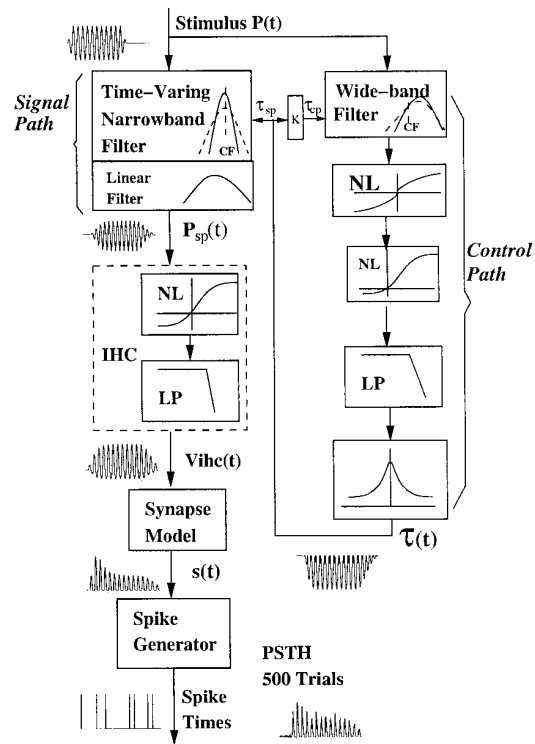 Stimulus P(t)
Signal
Path
Time-Varing
Narrowband
Filter
CF
τsp
K
τcp
Wide-band
Filter
CF
Linear
Filter
Psp(t)
NL
NL
Control
Path
NL
IHC
LP
LP
Vihc(t)
τ(t)
Synapse
Model
s(t)
Spike
Generator
PSTH
500 Trials
Spike
Times